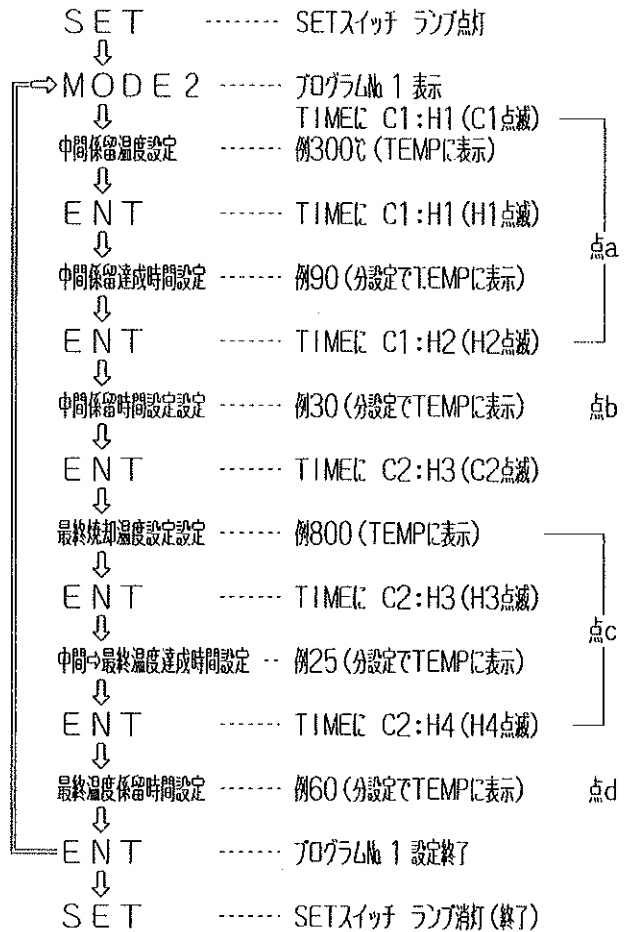 SET ------- SETスイッチ ランプ点灯
MODE2 ------ プログラム№ 1 表示
TIMEに C1:H1(C1点滅)
中間係留温度設定 ------- 例300℃(TEMPに表示)
ENT ------- TIMEに C1:H1(H1点滅)
点a
中間係留達成時間設定 ------- 例90(分設定でTEMPに表示)
ENT ------- TIMEに C1:H2(H2点滅)
中間係留時間設定設定 ------- 例30(分設定でTEMPに表示) 点b
ENT ------- TIMEに C2:H3(C2点滅)
最終焼却温度設定設定 ------- 例800(TEMPに表示)
ENT ------- TIMEに C2:H3(H3点滅)
点c
中間⇨最終温度達成時間設定 -- 例25(分設定でTEMPに表示)
ENT ------- TIMEに C2:H4(H4点滅)
最終温度係留時間設定 ------- 例60(分設定でTEMPに表示) 点d
ENT ------- プログラム№ 1 設定終了
SET ------- SETスイッチ ランプ消灯(終了)